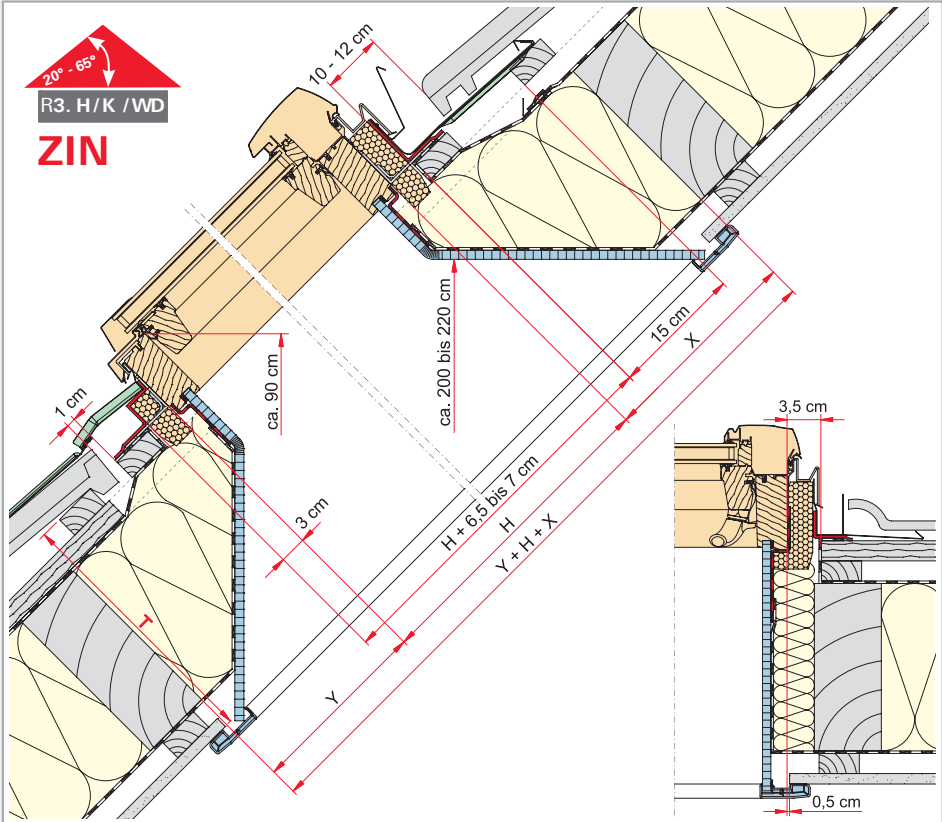 20° - 65°
R3. H / K / WD
ZIN
10 - 12 cm
ca. 200 bis 220 cm
15 cm
X
ca. 90 cm
1 cm
3,5 cm
H + 6,5 bis 7 cm
H
Y + H + X
3 cm
T
Y
0,5 cm